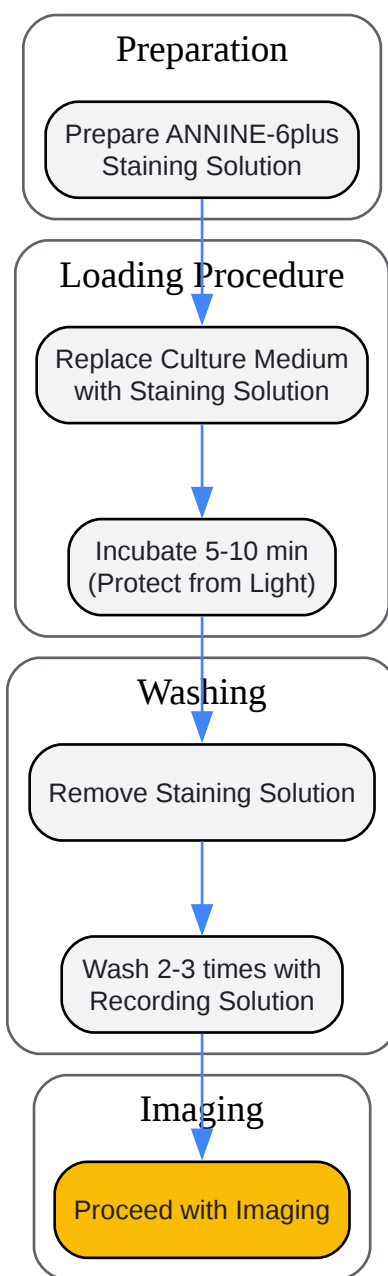 Preparation
Prepare ANNINE-6plus
Staining Solution
Loading Procedure
Replace Culture Medium
with Staining Solution
Incubate 5-10 min
(Protect from Light)
Washing
Remove Staining Solution
Wash 2-3 times with
Recording Solution
Imaging
Proceed with Imaging